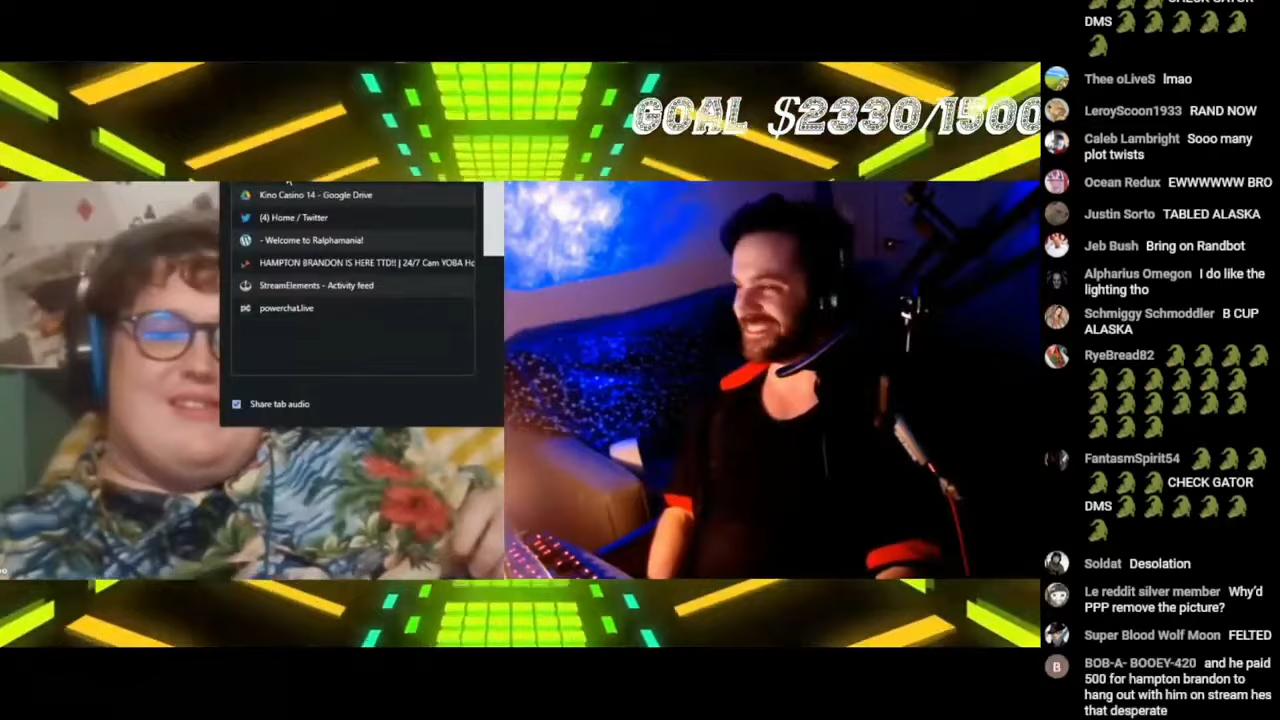 GOAL $2330/1500
Kino Casino 14 - Google Drive
(4) Home / Twitter
- Welcome to Ralphamania!
HAMPTON BRANDON IS HERE TTD!! | 24/7 Cam YOBA Ho
StreamElements - Activity feed
powerchat.live
Share tab audio
CHECK GATOR
DMS
Thee oLiveS lmao
LeroyScoon1933 RAND NOW
Caleb Lambright Sooo many
plot twists
Ocean Redux EWWWWWW BRO
Justin Sorto TABLED ALASKA
Jeb Bush Bring on Randbot
Alpharius Omegon I do like the
lighting tho
Schmiggy Schmoddler B CUP
ALASKA
RyeBread82
FantasmSpirit54
CHECK GATOR
DMS
Soldat Desolation
Le reddit silver member Why'd
PPP remove the picture?
Super Blood Wolf Moon FELTED
B
BOB-A- BOOEY-420 and he paid
500 for hampton brandon to
hang out with him on stream hes
that desperate